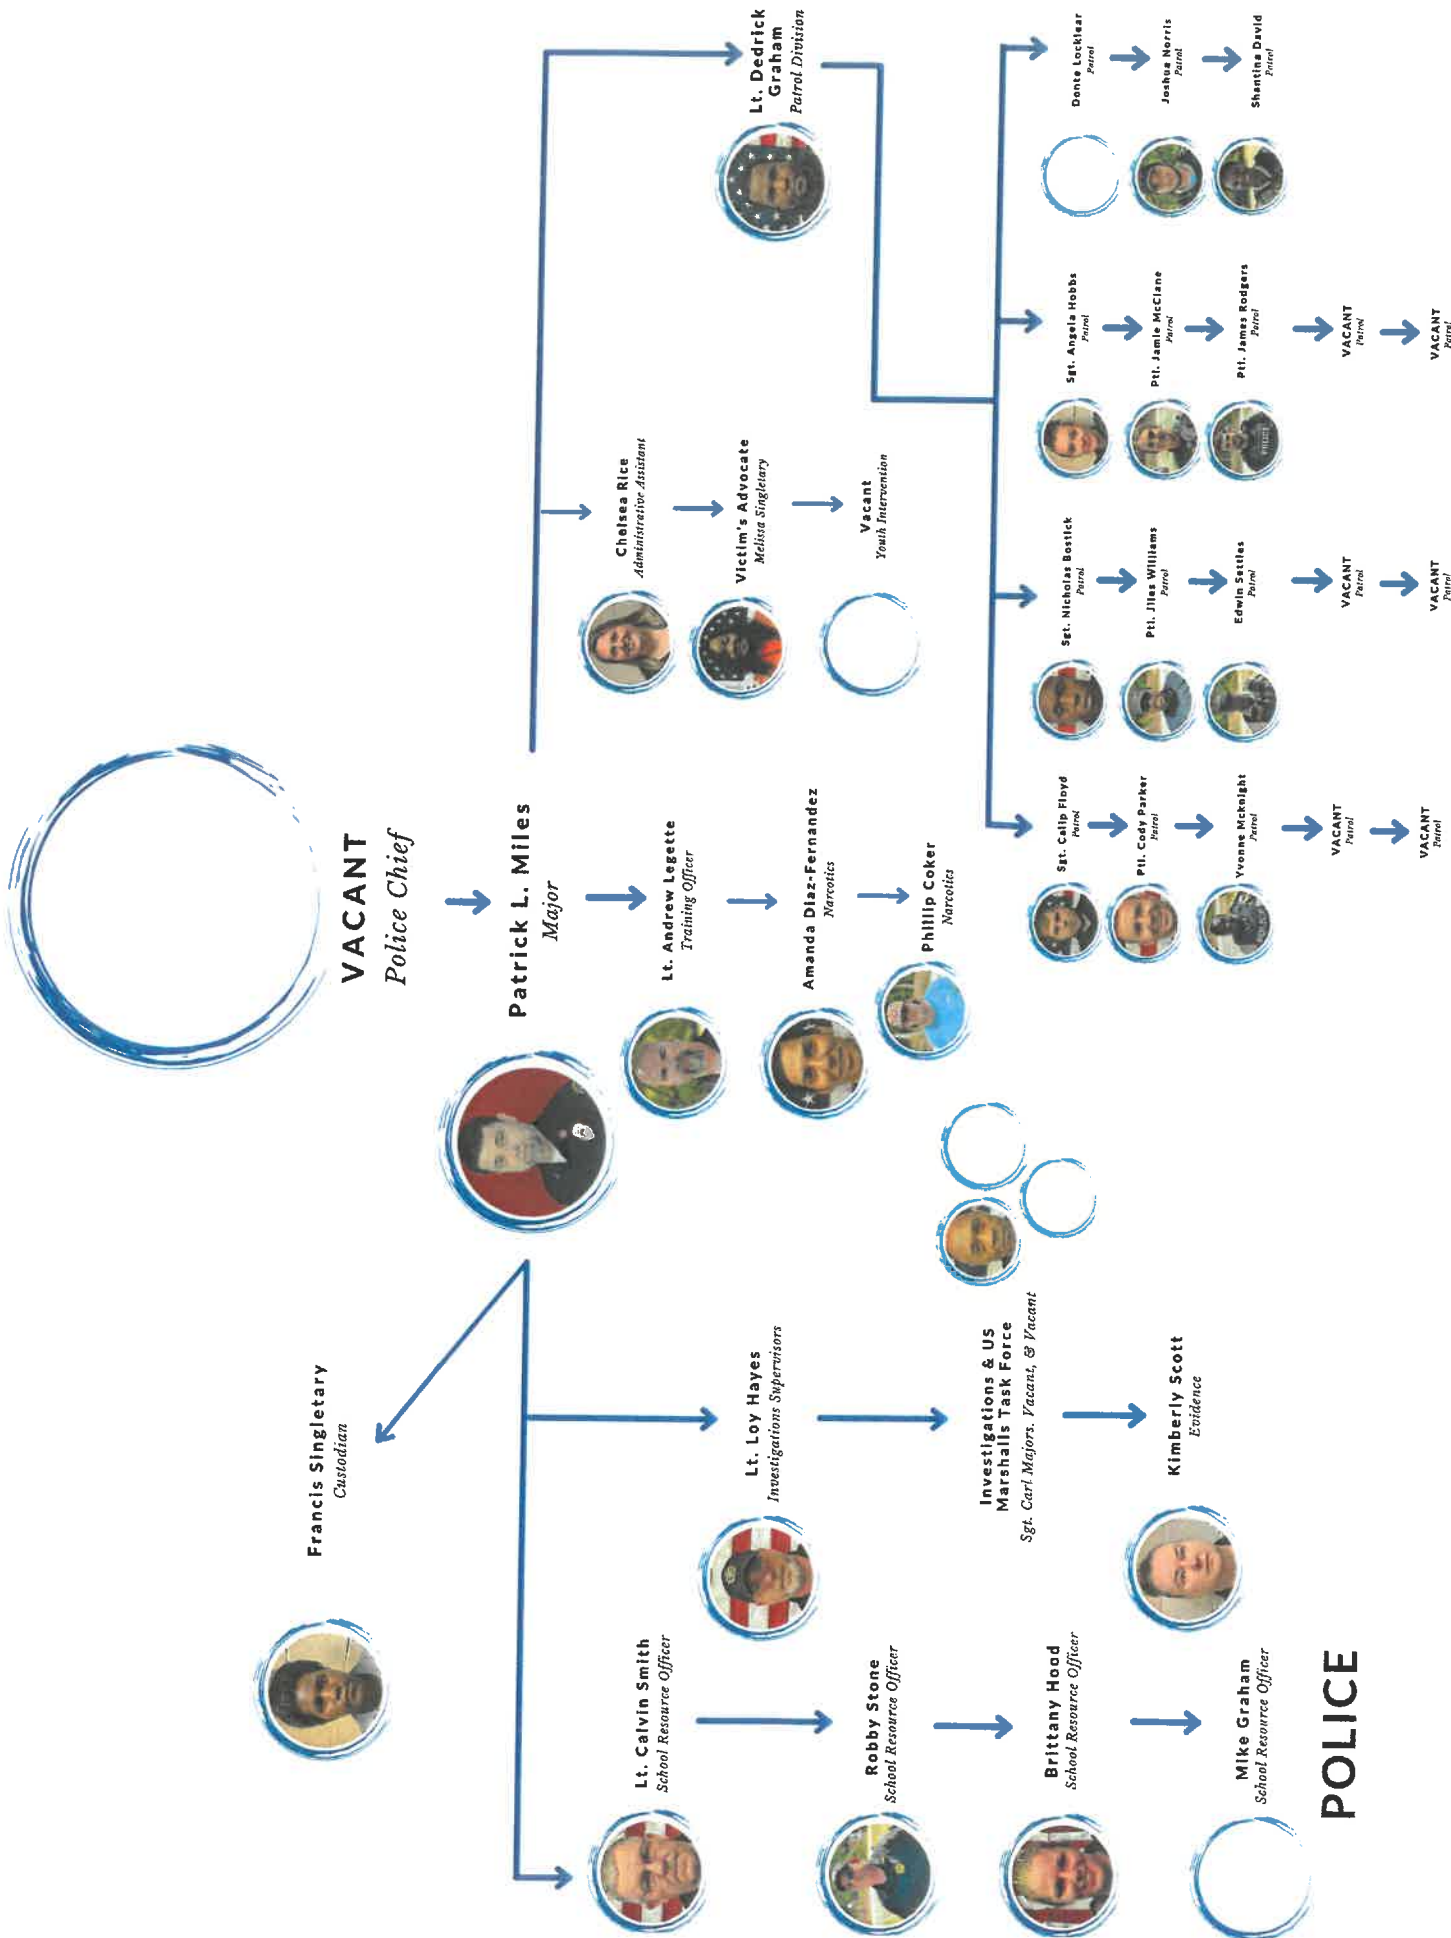 VACANT
Police Chief
Patrick L. Miles
Major
Francis Singletary
Custodian
Lt. Calvin Smith
School Resource Officer
Robby Stone
School Resource Officer
Brittany Hood
School Resource Officer
Mike Graham
School Resource Officer
Lt. Loy Hayes
Investigations Supervisors
Investigations & US
Marshalls Task Force
Sgt. Carl Majors. Vacant, & Vacant
Kimberly Scott
Evidence
Lt. Andrew Legette
Training Officer
Amanda Diaz-Fernandez
Narcotics
Phillip Coker
Narcotics
Chelsea Rice
Administrative Assistant
Victim's Advocate
Melissa Singletary
Vacant
Youth Intervention
Lt. Dedrick
Graham
Patrol Division
Sgt. Calip Floyd
Patrol
Ptl. Cody Parker
Patrol
Yvonne Mcknight
Patrol
VACANT
Patrol
VACANT
Patrol
Sgt. Nicholas Bostick
Patrol
Ptl. Jiles Williams
Patrol
Edwin Settles
Patrol
VACANT
Patrol
VACANT
Patrol
Sgt. Angela Hobbs
Patrol
Ptl. Jamie McClane
Patrol
Ptl. James Rodgers
Patrol
VACANT
Patrol
VACANT
Patrol
Donte Locklear
Patrol
Joshua Norris
Patrol
Shantina David
Patrol
POLICE